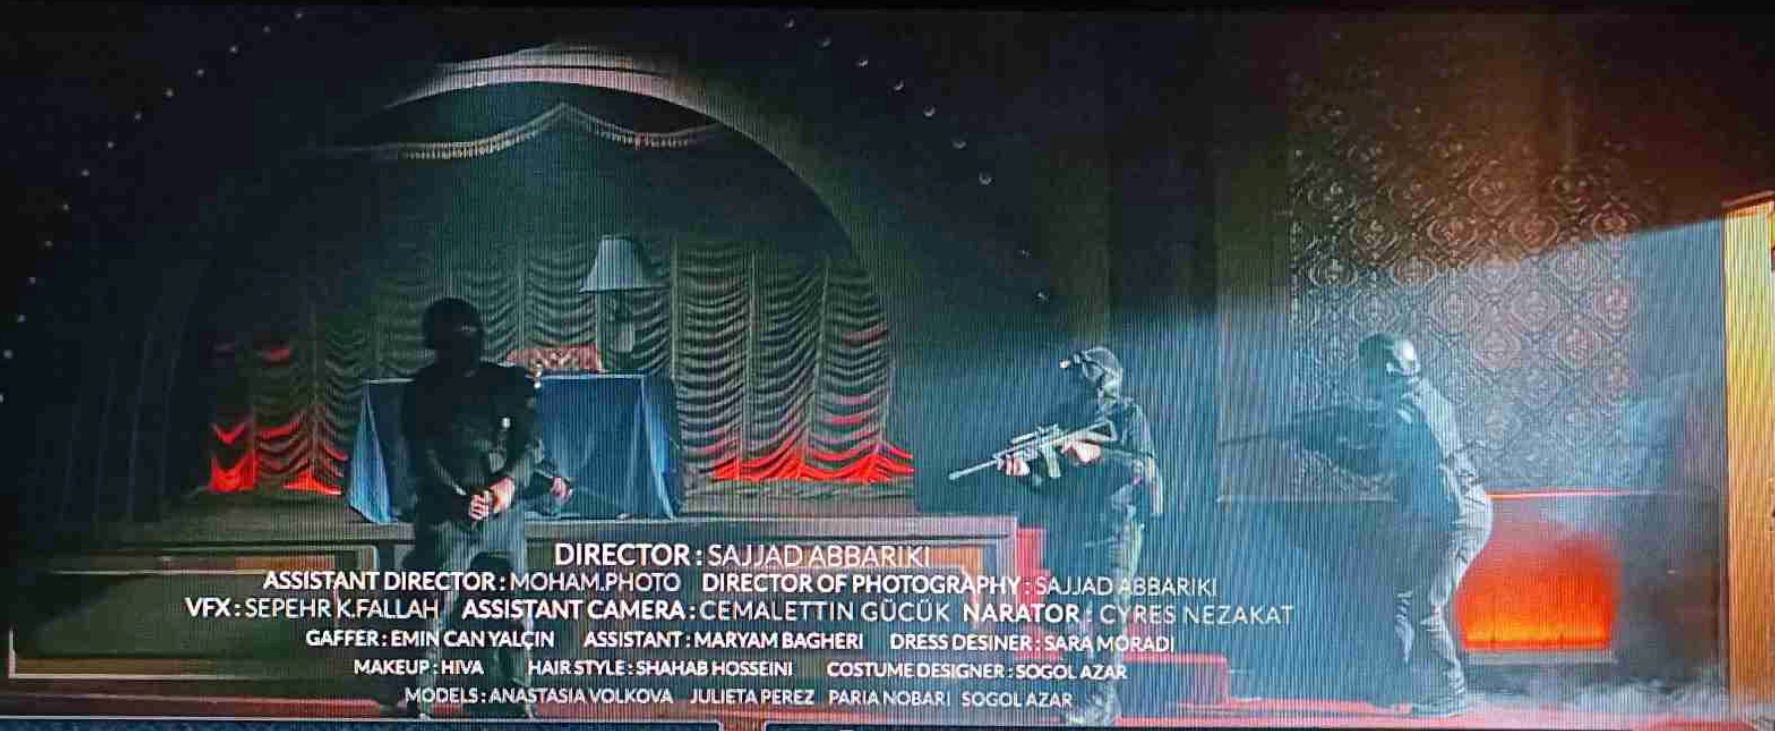 DIRECTOR : SAJJAD ABBARIKI
ASSISTANT DIRECTOR : MOHAM.PHOTO DIRECTOR OF PHOTOGRAPHY : SAJJAD ABBARIKI
VFX : SEPEHR K.FALLAH ASSISTANT CAMERA : CEMALETTIN GÜCÜK NARATOR : CYRES NEZAKAT
GAFFER : EMIN CAN YALÇIN ASSISTANT : MARYAM BAGHERI DRESS DESINER : SARA MORADI
MAKEUP : HIVA HAIR STYLE : SHAHAB HOSSEINI COSTUME DESIGNER : SOGOL AZAR
MODELS : ANASTASIA VOLKOVA JULIETA PEREZ PARIA NOBARI SOGOL AZAR